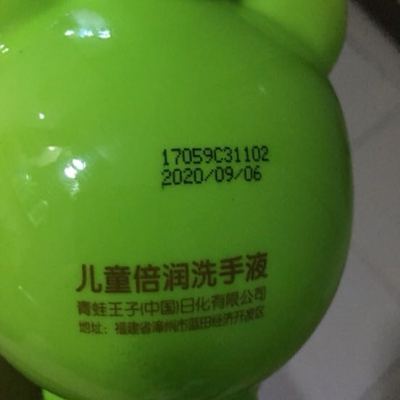 17059C31102
2020/09/06
儿童倍润洗手液
青蛙王子(中国)日化有限公司
地址：福建省漳州市蓝田经济开发区